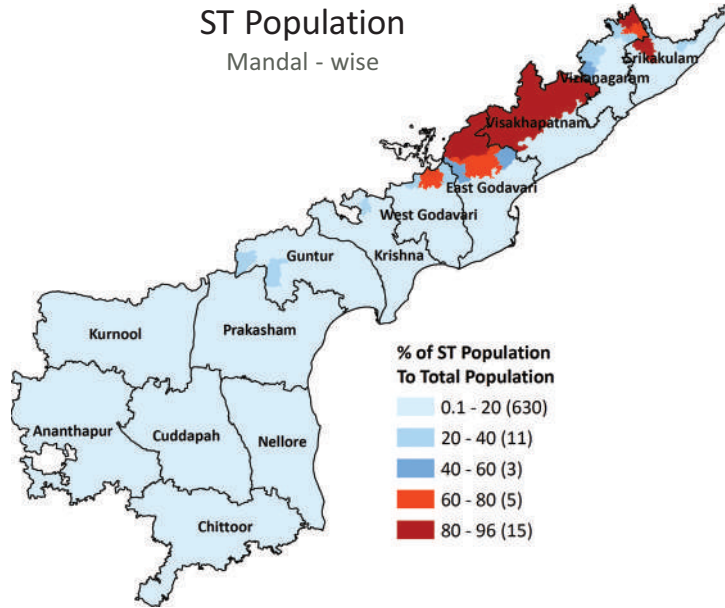 ST Population
Mandal - wise
Srikakulam
Vizianagaram
Visakhapatnam
East Godavari
West Godavari
Krishna
Guntur
Prakasham
Kurnool
Ananthapur
Cuddapah
Nellore
Chittoor
% of ST Population
To Total Population
0.1 - 20 (630)
20 - 40 (11)
40 - 60 (3)
60 - 80 (5)
80 - 96 (15)